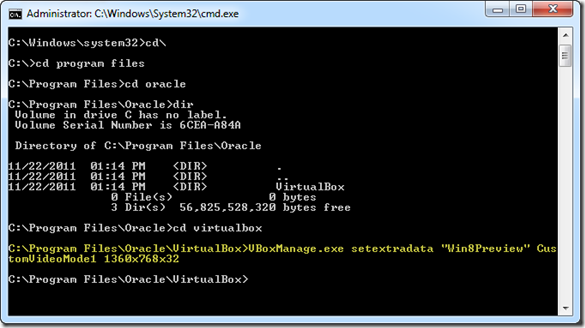 Administrator: C:\Windows\System32\cmd.exe
C:\Windows\system32>cd\
C:\>cd program files
C:\Program Files>cd oracle
C:\Program Files\Oracle>dir
 Volume in drive C has no label.
 Volume Serial Number is 6CEA-A84A
 Directory of C:\Program Files\Oracle
11/22/2011  01:14 PM    <DIR>          .
11/22/2011  01:14 PM    <DIR>          ..
11/22/2011  01:14 PM    <DIR>          VirtualBox
               0 File(s)              0 bytes
               3 Dir(s)  56,825,528,320 bytes free
C:\Program Files\Oracle>cd virtualbox
C:\Program Files\Oracle\VirtualBox>VBoxManage.exe setextradata "Win8Preview" Cus
tomVideoMode1 1360x768x32
C:\Program Files\Oracle\VirtualBox>